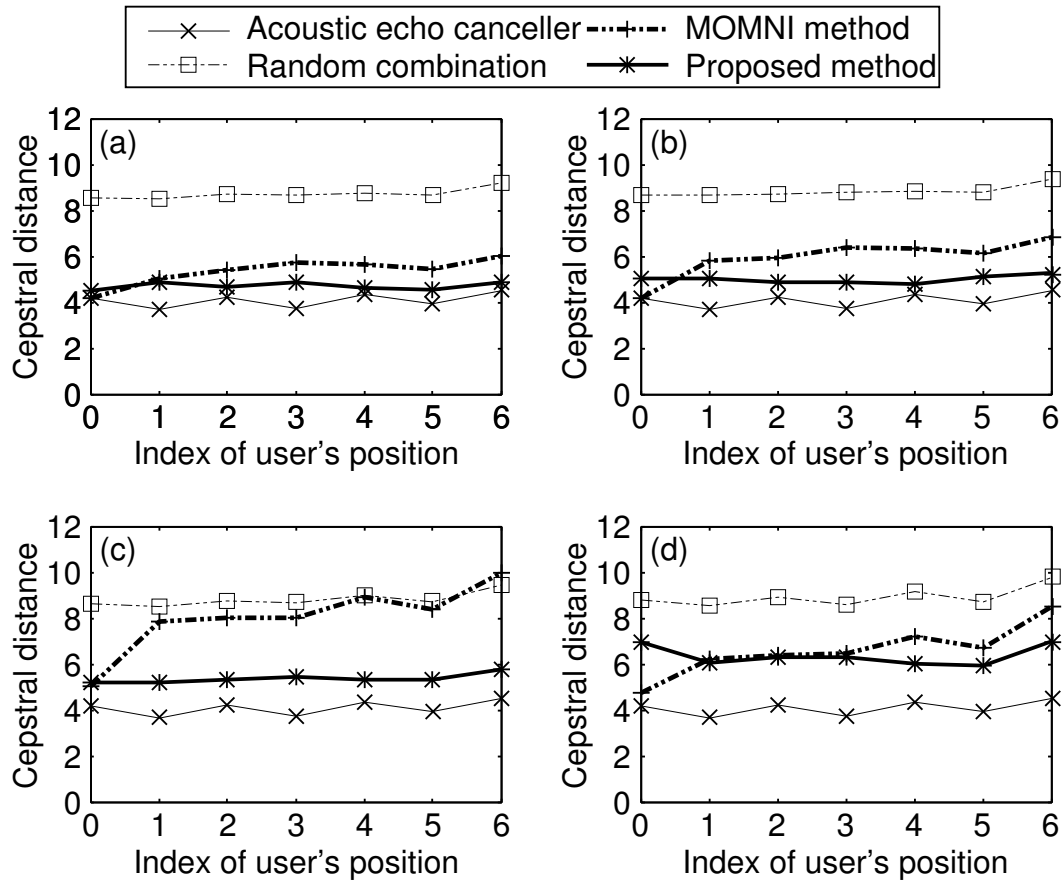 Acoustic echo canceller MOMNI method
Random combination Proposed method
(a) (b)
12 12
10 10
8 8
6 6
4 4
2 2
0 0
Cepstral distance Cepstral distance
0 1 2 3 4 5 6 0 1 2 3 4 5 6
Index of user's position Index of user's position
(c) (d)
12 12
10 10
8 8
6 6
4 4
2 2
0 0
Cepstral distance Cepstral distance
0 1 2 3 4 5 6 0 1 2 3 4 5 6
Index of user's position Index of user's position